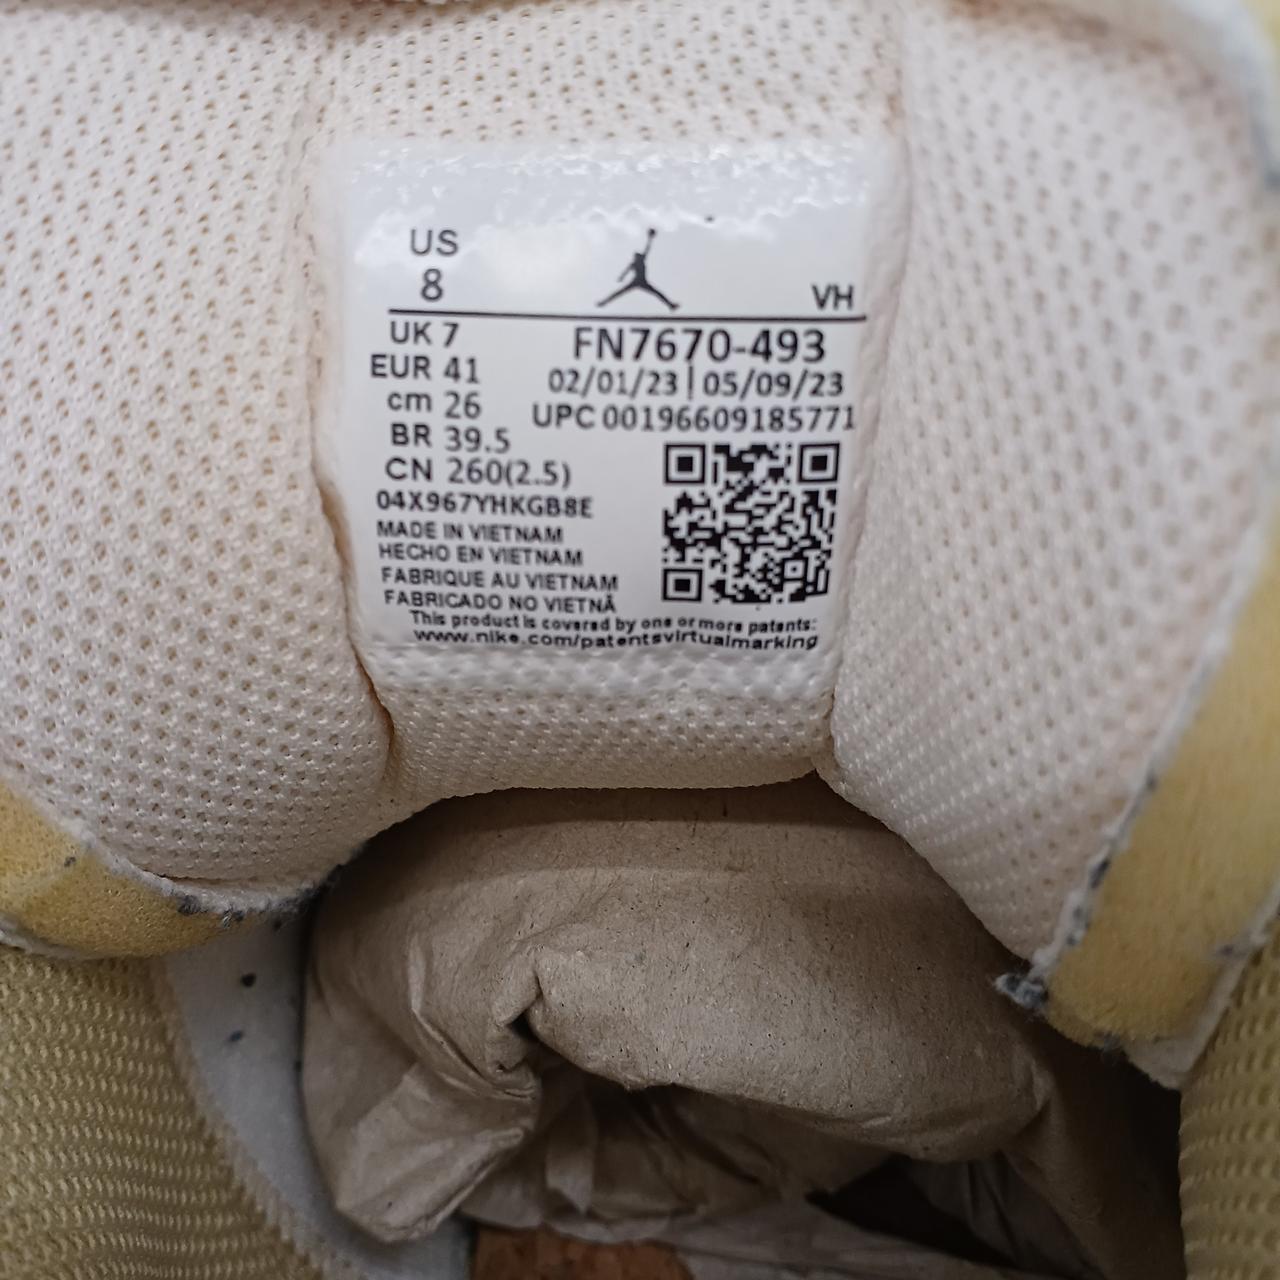 US
8
VH
UK 7
FN7670-493
EUR 41
02/01/23 | 05/09/23
cm 26
UPC 00196609185771
BR 39.5
CN 260(2.5)
04X967YHKGB8E
MADE IN VIETNAM
HECHO EN VIETNAM
FABRIQUE AU VIETNAM
FABRICADO NO VIETNÃ
This product is covered by one or more patents:
www.nike.com/patentsvirtualmarking